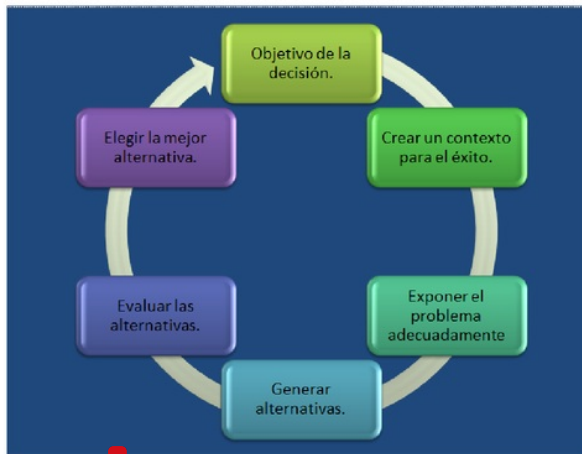 Objetivo de la
decisión.
Crear un contexto
para el éxito.
Exponer el
problema
adecuadamente
Generar
alternativas.
Evaluar las
alternativas.
Elegir la mejor
alternativa.